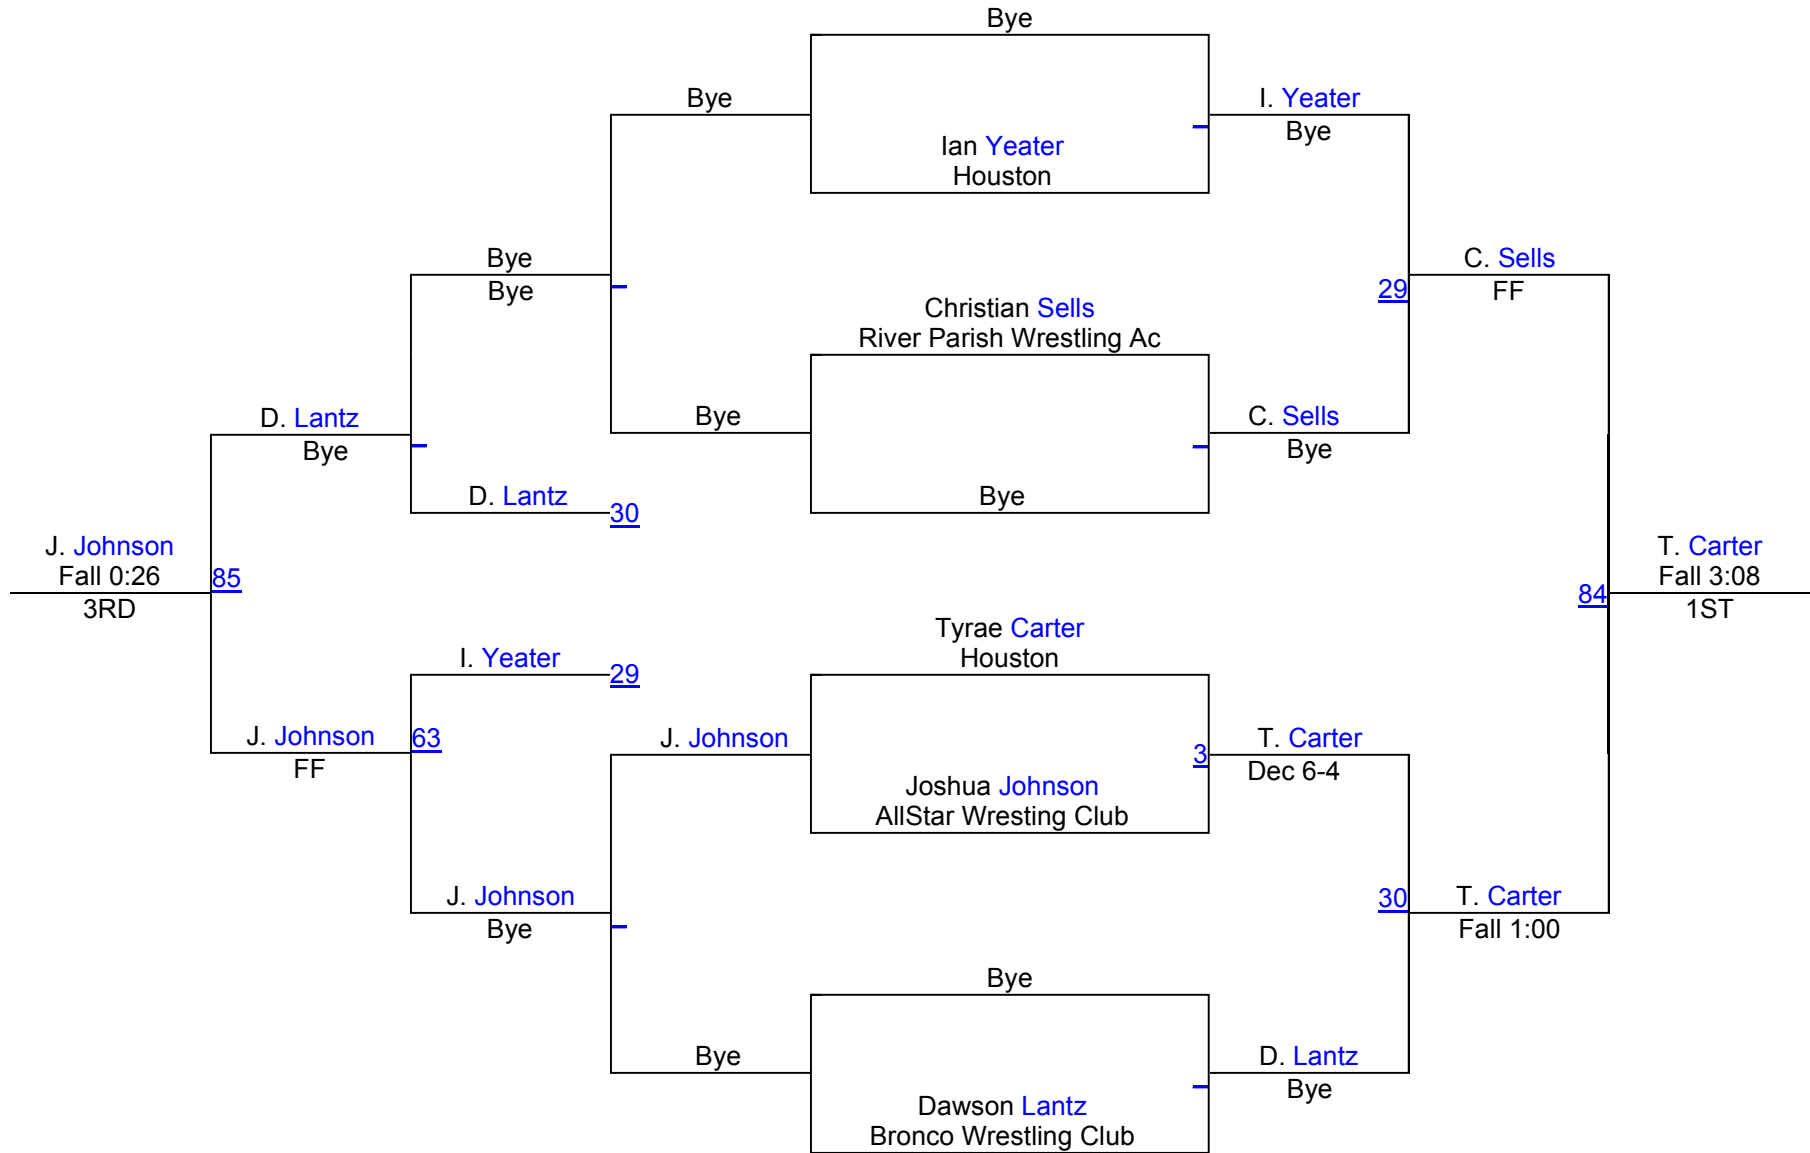 Bye
Bye
I. Yeater
Bye
Ian Yeater
Houston
Bye
Bye
C. Sells
FF
29
Christian Sells
River Parish Wrestling Ac
D. Lantz
Bye
Bye
C. Sells
Bye
D. Lantz
30
Bye
J. Johnson
Fall 0:26
3RD
85
T. Carter
Fall 3:08
1ST
84
Tyrae Carter
Houston
I. Yeater
29
J. Johnson
FF
63
J. Johnson
3
T. Carter
Dec 6-4
Joshua Johnson
AllStar Wresting Club
J. Johnson
Bye
30
T. Carter
Fall 1:00
Bye
Bye
D. Lantz
Bye
Dawson Lantz
Bronco Wrestling Club